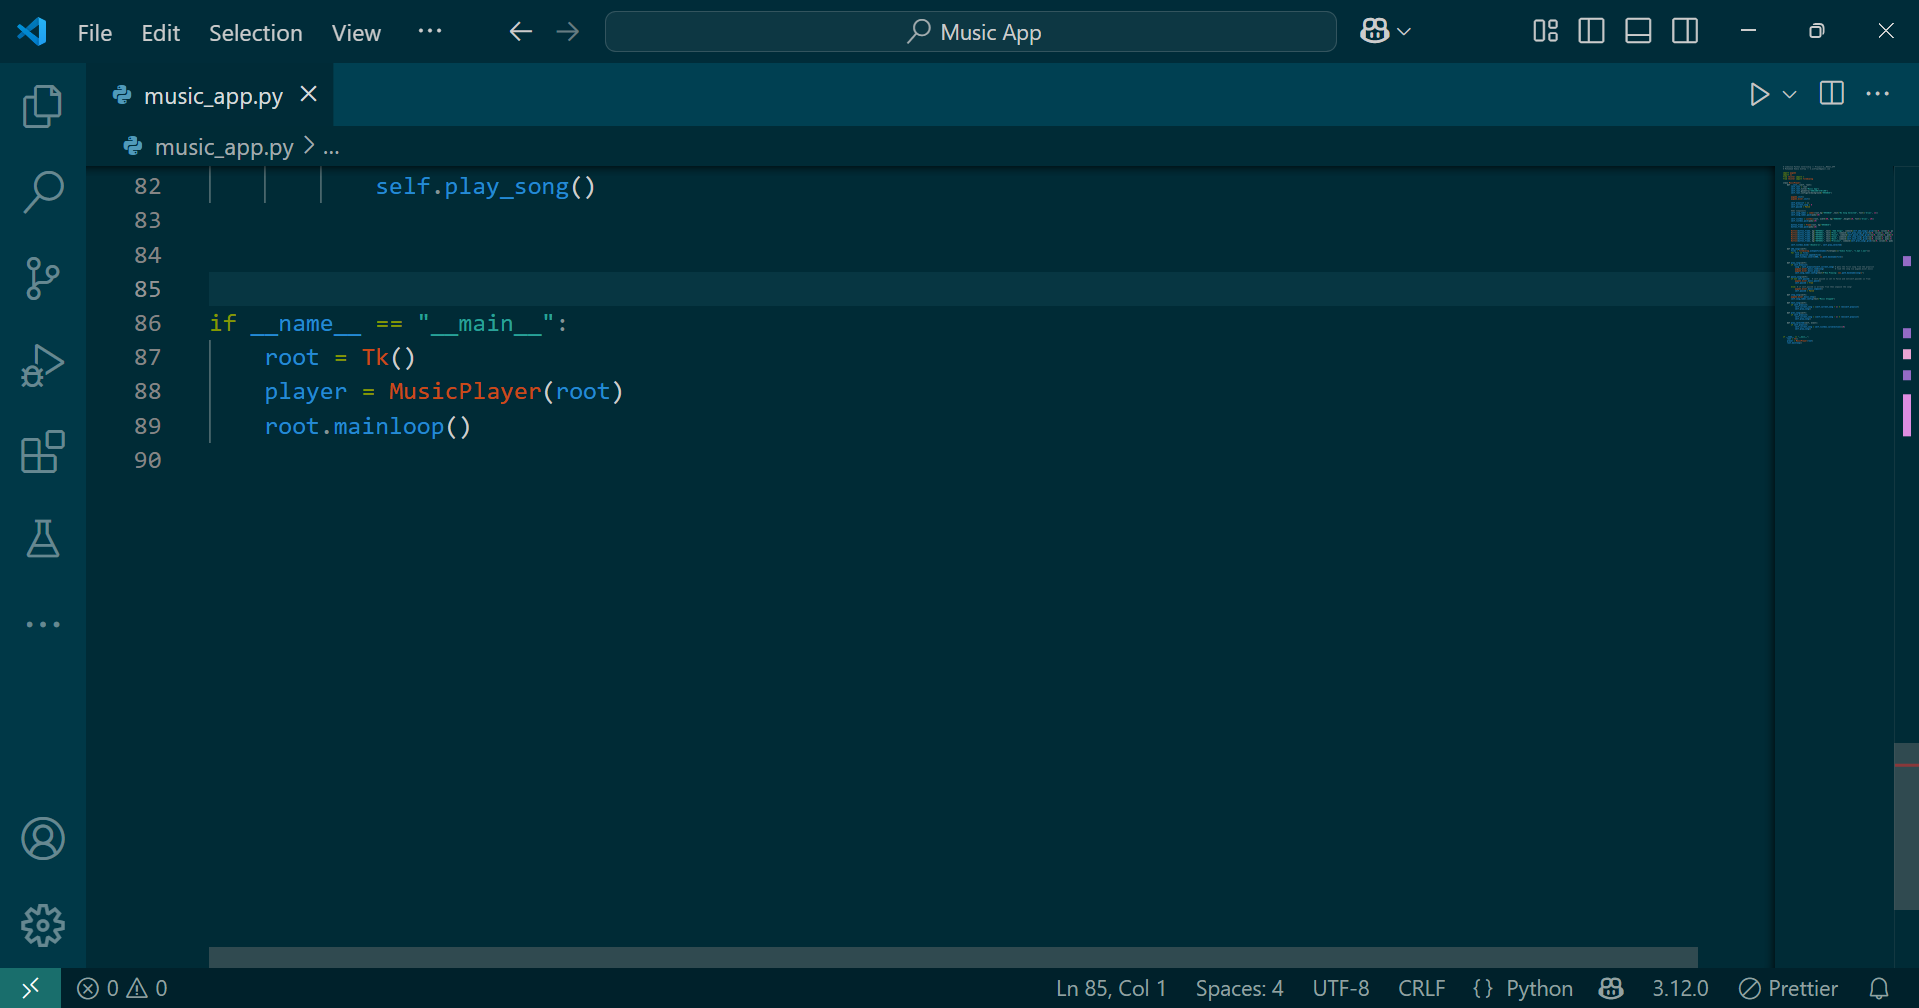 File Edit Selection View ··· Music App
music_app.py
music_app.py > ...
82 self.play_song()
83
84
85
86 if __name__ == "__main__":
87 root = Tk()
88 player = MusicPlayer(root)
89 root.mainloop()
90
0 0 Ln 85, Col 1 Spaces: 4 UTF-8 CRLF {} Python 3.12.0 Prettier